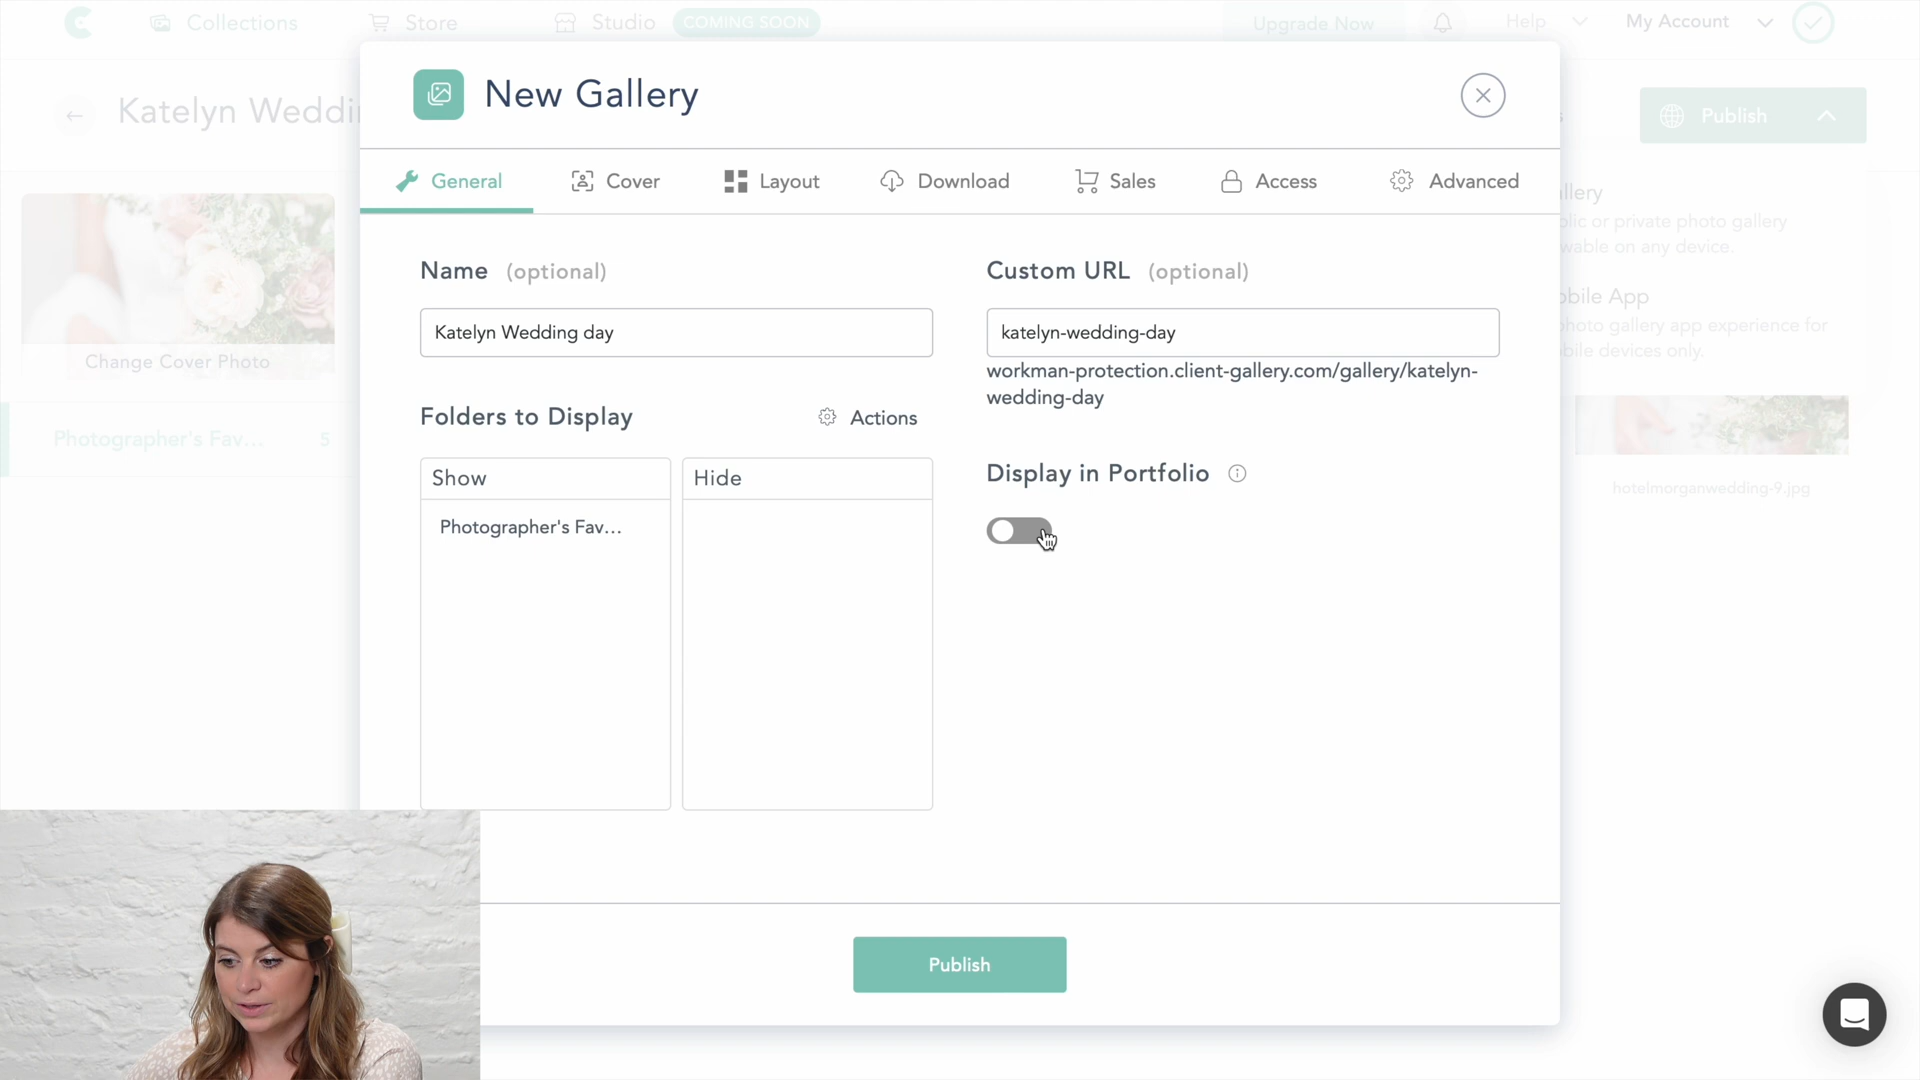 Collections
Store
Studio
COMING SOON
Upgrade Now
Help
My Account
Katelyn Weddin
New Gallery
Publish
General
Cover
Layout
Download
Sales
Access
Advanced
Name (optional)
Katelyn Wedding day
Custom URL (optional)
katelyn-wedding-day
workman-protection.client-gallery.com/gallery/katelyn-
wedding-day
Change Cover Photo
Photographer's Fav... 5
Folders to Display
Actions
Show
Photographer's Fav...
Hide
Display in Portfolio
llery
olic or private photo gallery
wable on any device.
obile App
photo gallery app experience for
bile devices only.
hotelmorganwedding-9.jpg
Publish